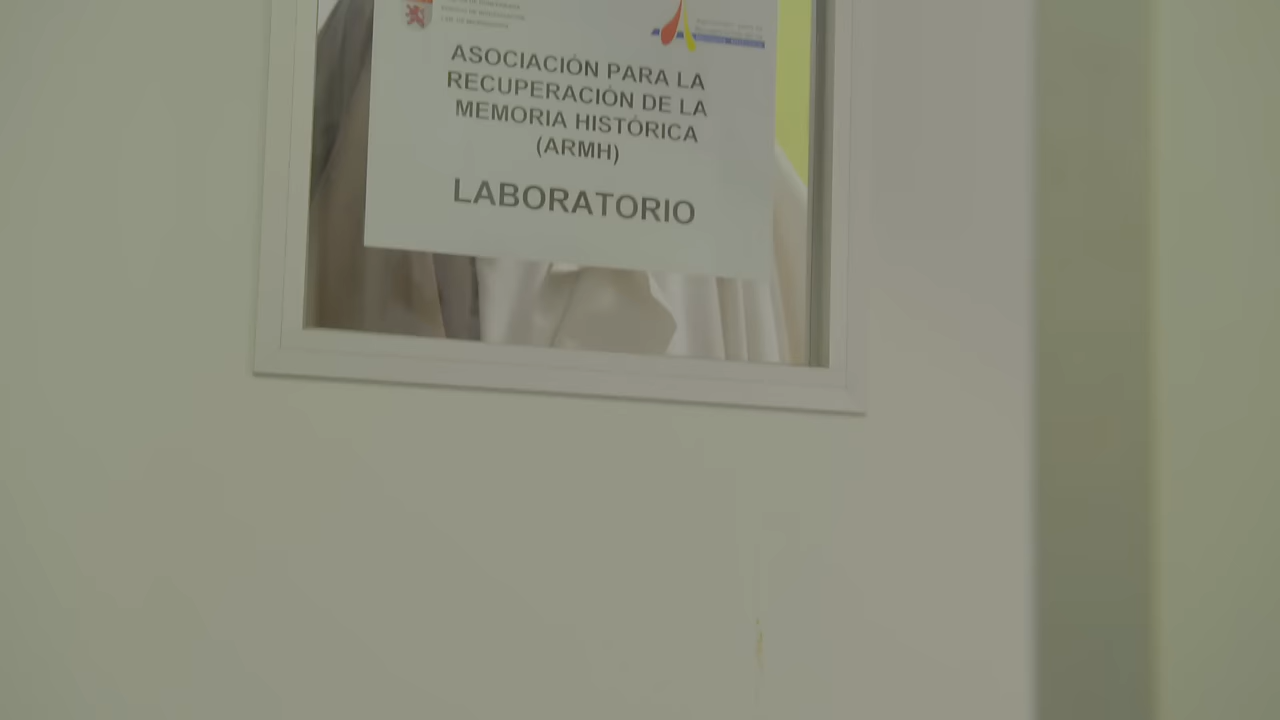 ASOCIACIÓN PARA LA
RECUPERACIÓN DE LA
MEMORIA HISTÓRICA
(ARMH)
LABORATORIO